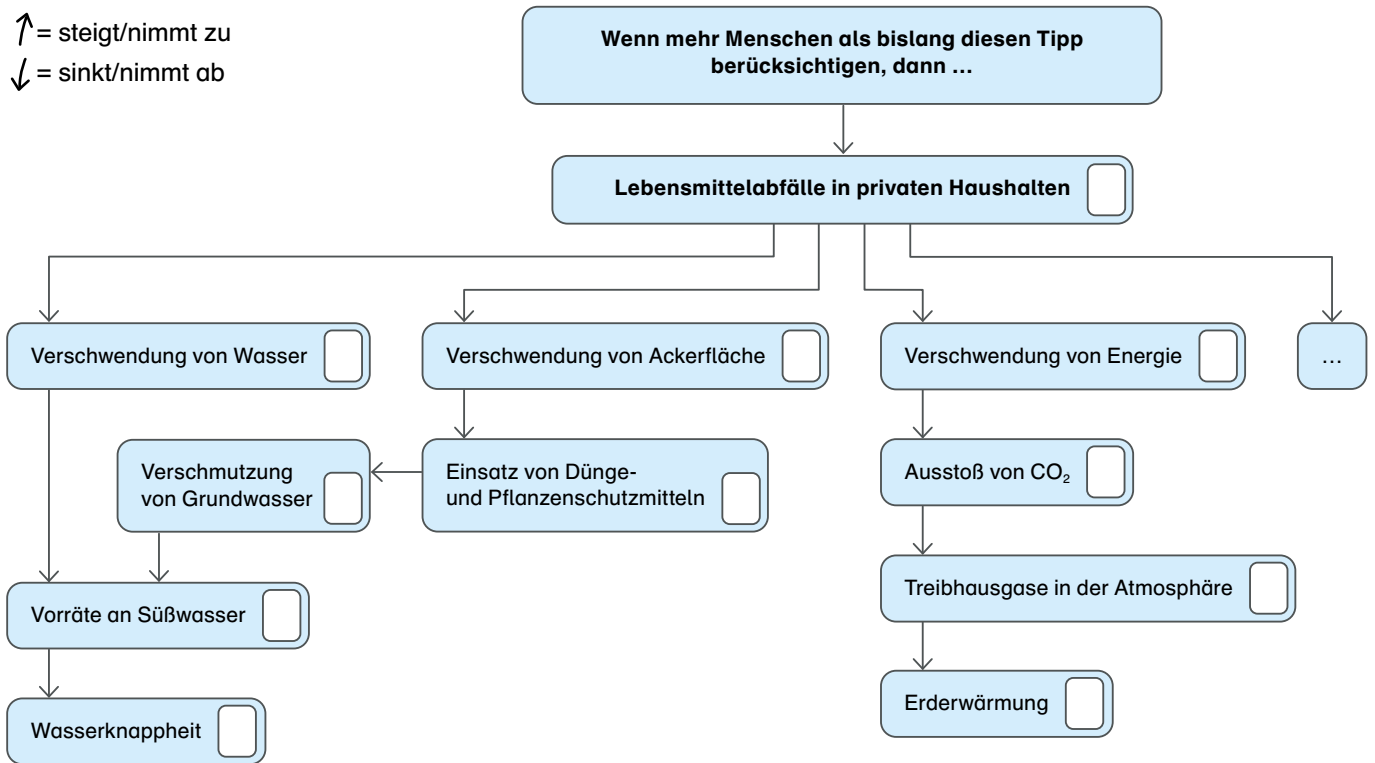 = steigt/nimmt zu
= sinkt/nimmt ab
Wenn mehr Menschen als bislang diesen Tipp
berücksichtigen, dann …
Lebensmittelabfälle in privaten Haushalten
Verschwendung von Wasser
Verschwendung von Ackerfläche
Verschwendung von Energie
…
Verschmutzung
von Grundwasser
Einsatz von Dünge-
und Pflanzenschutzmitteln
Ausstoß von CO₂
Vorräte an Süßwasser
Treibhausgase in der Atmosphäre
Wasserknappheit
Erderwärmung